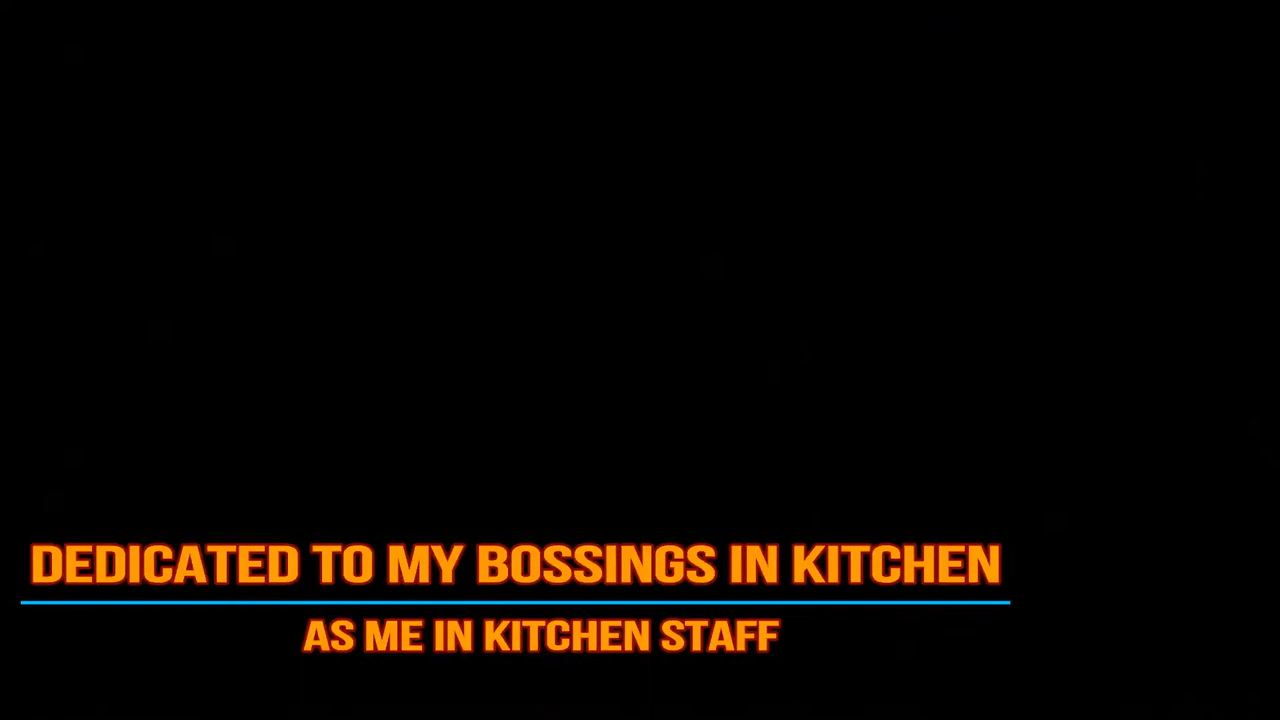 DEDICATED TO MY BOSSINGS IN KITCHEN
AS ME IN KITCHEN STAFF